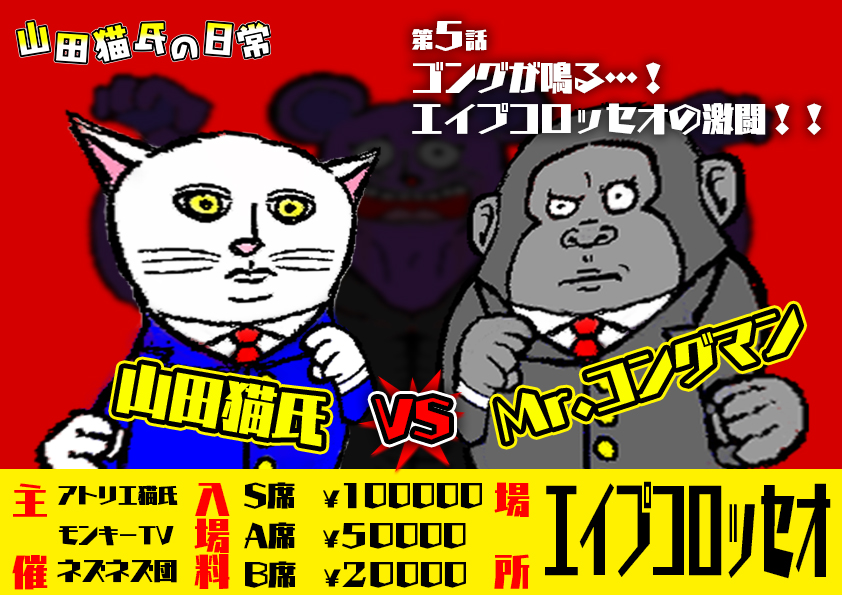 山田猫氏の日常
第5話
ゴングが鳴る…！
エイプコロッセオの激闘！！
山田猫氏
VS
Mr.コングマン
主催
アトリエ猫氏
モンキーTV
ネズネズ団
入場料
S席 ¥100000
A席 ¥50000
B席 ¥20000
場所
エイプコロッセオ